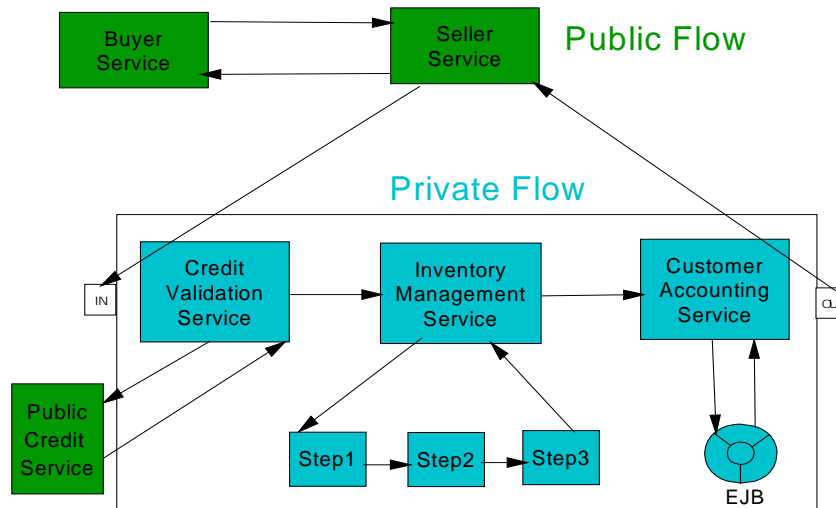 Buyer
Service
Seller
Service
Public Flow
Private Flow
IN
Credit
Validation
Service
Inventory
Management
Service
Customer
Accounting
Service
Public
Credit
Service
Step1
Step2
Step3
EJB